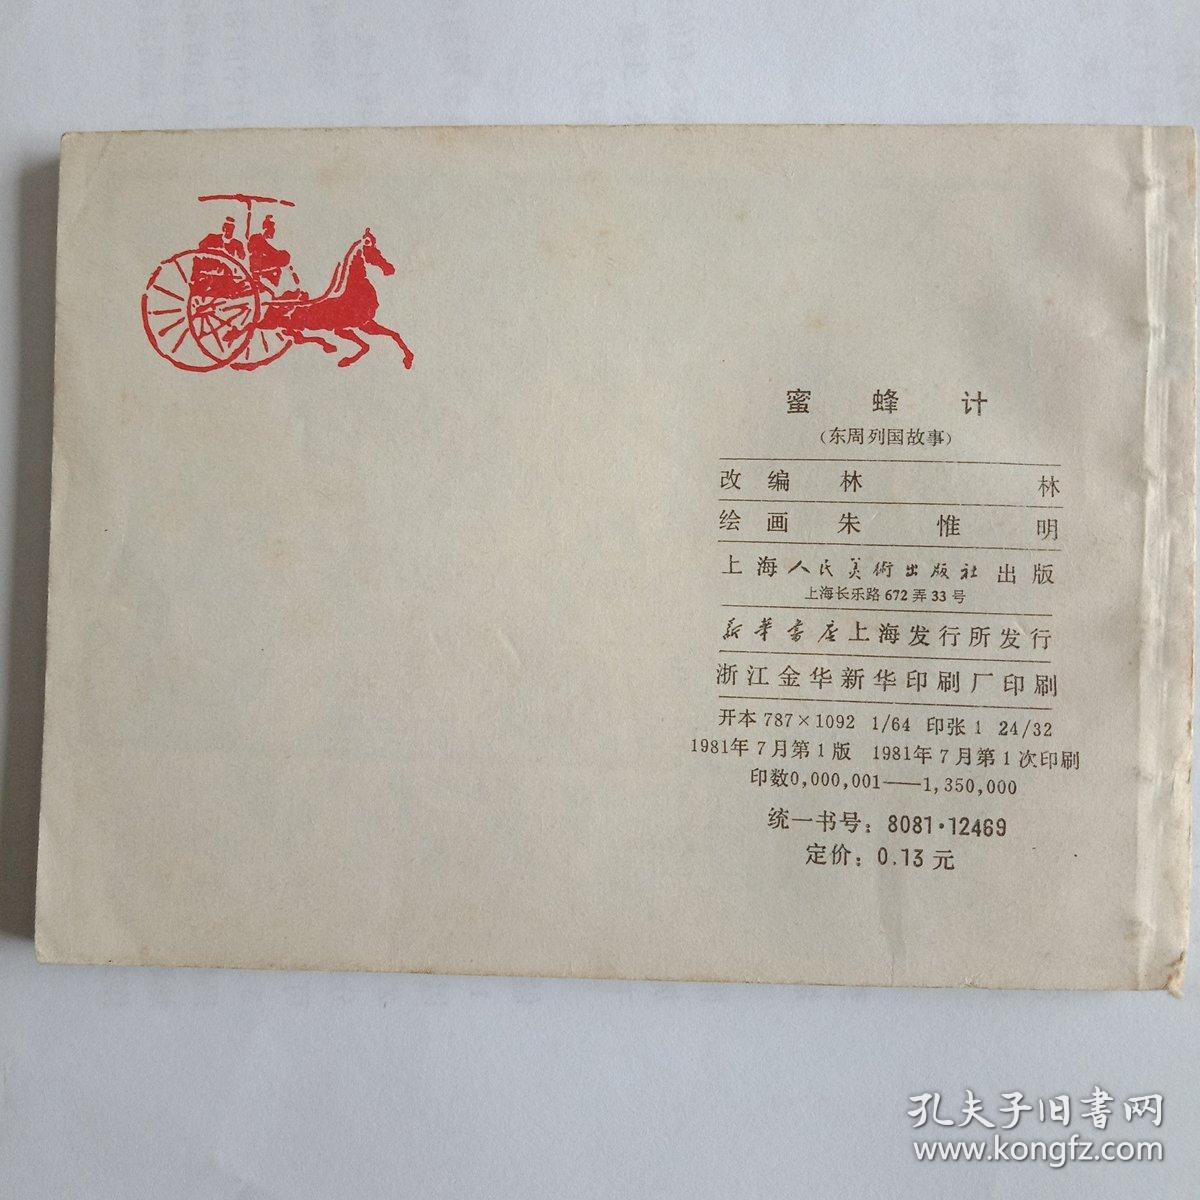 蜜蜂计
（东周列国故事）
改编 林林
绘画 朱惟明
上海人民美術出版社出版
上海长乐路672弄33号
新華書店上海发行所发行
浙江金华新华印刷厂印刷
开本 787×1092 1/64 印张 1 24/32
1981年7月第1版 1981年7月第1次印刷
印数0,000,001——1,350,000
统一书号：8081·12469
定价：0.13元
孔夫子旧書网
www.kongfz.com